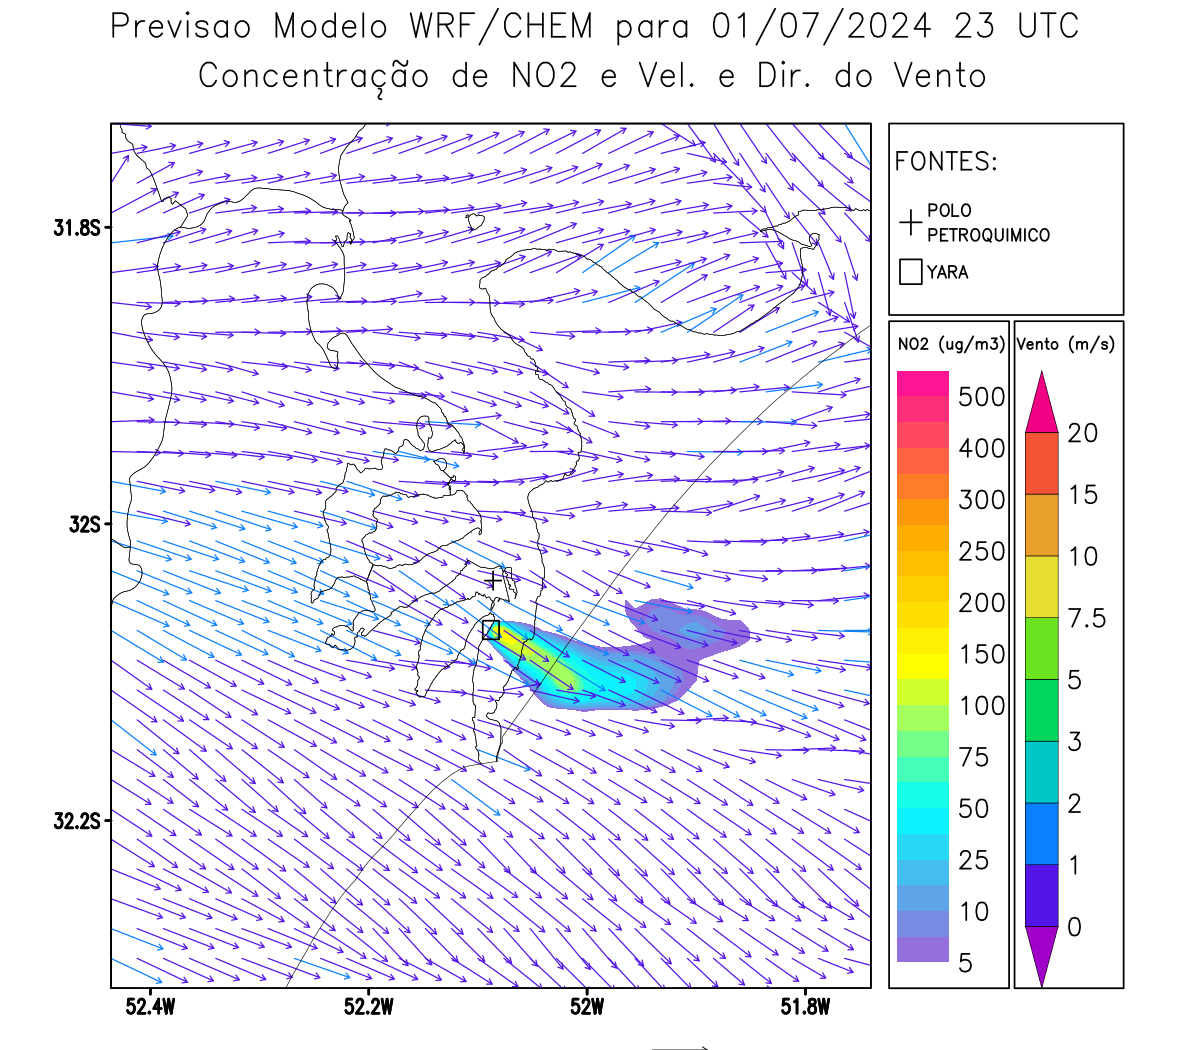 Previsao Modelo WRF/CHEM para 01/07/2024 23 UTC
Concentração de NO2 e Vel. e Dir. do Vento
FONTES:
POLO
PETROQUIMICO
YARA
31.8S
32S
32.2S
52.4W
52.2W
52W
51.8W
NO2 (ug/m3)
500
400
300
250
200
150
100
75
50
25
10
5
Vento (m/s)
20
15
10
7.5
5
3
2
1
0